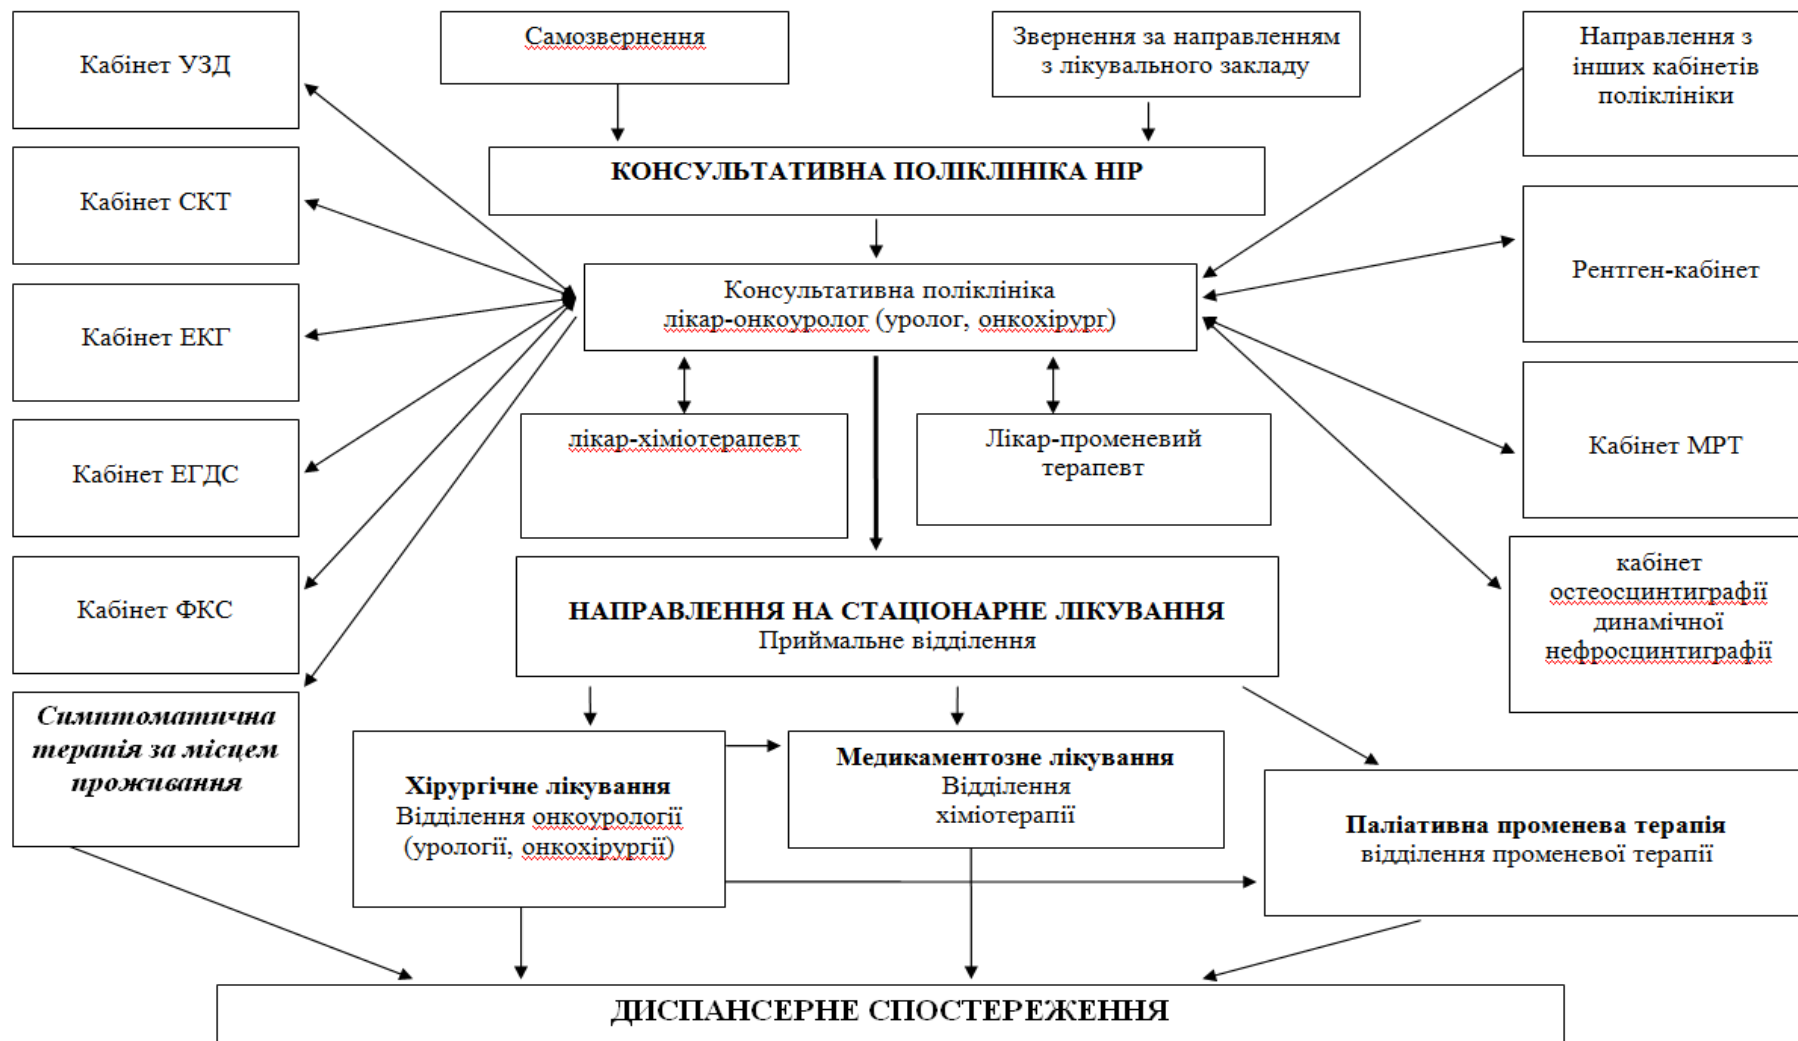 Кабінет УЗД
Самозвернення
Звернення за направленням
з лікувального закладу
Направлення з
інших кабінетів
поліклініки
КОНСУЛЬТАТИВНА ПОЛІКЛІНІКА НІР
Кабінет СКТ
Консультативна поліклініка
лікар-онкоуролог (уролог, онкохірург)
Рентген-кабінет
Кабінет ЕКГ
лікар-хіміотерапевт
Лікар-променевий
терапевт
Кабінет МРТ
Кабінет ЕГДС
кабінет
остеосцинтиграфії
динамічної
нефросцинтиграфії
Кабінет ФКС
НАПРАВЛЕННЯ НА СТАЦІОНАРНЕ ЛІКУВАННЯ
Приймальне відділення
Симптоматична
терапія за місцем
проживання
Хірургічне лікування
Відділення онкоурології
(урології, онкохірургії)
Медикаментозне лікування
Відділення
хіміотерапії
Паліативна променева терапія
відділення променевої терапії
ДИСПАНСЕРНЕ СПОСТЕРЕЖЕННЯ